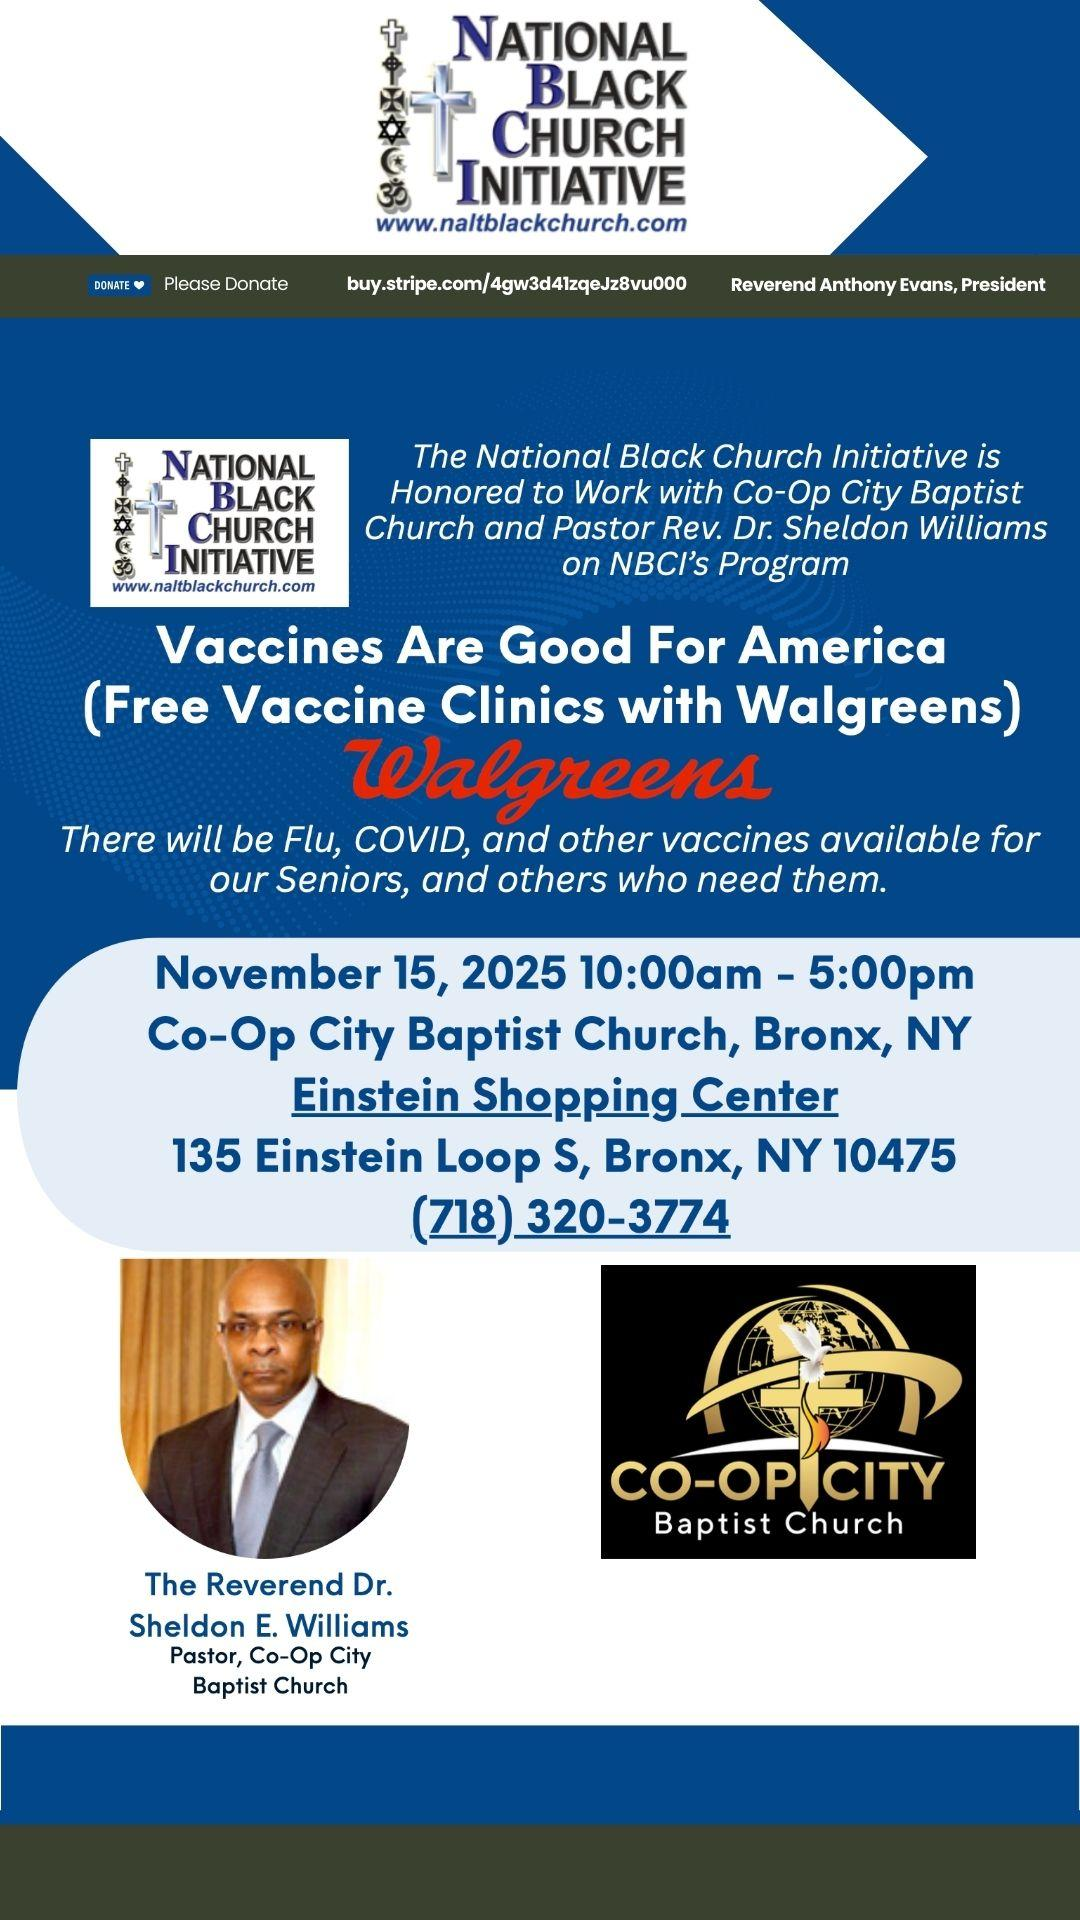 NATIONAL
BLACK
CHURCH
INITIATIVE
www.naltblackchurch.com
DONATE Please Donate buy.stripe.com/4gw3d41zqeJz8vu000 Reverend Anthony Evans, President
NATIONAL
BLACK
CHURCH
INITIATIVE
www.naltblackchurch.com
The National Black Church Initiative is
Honored to Work with Co-Op City Baptist
Church and Pastor Rev. Dr. Sheldon Williams
on NBCI’s Program
Vaccines Are Good For America
(Free Vaccine Clinics with Walgreens)
Walgreens
There will be Flu, COVID, and other vaccines available for
our Seniors, and others who need them.
November 15, 2025 10:00am - 5:00pm
Co-Op City Baptist Church, Bronx, NY
Einstein Shopping Center
135 Einstein Loop S, Bronx, NY 10475
(718) 320-3774
CO-OP CITY
Baptist Church
The Reverend Dr.
Sheldon E. Williams
Pastor, Co-Op City
Baptist Church